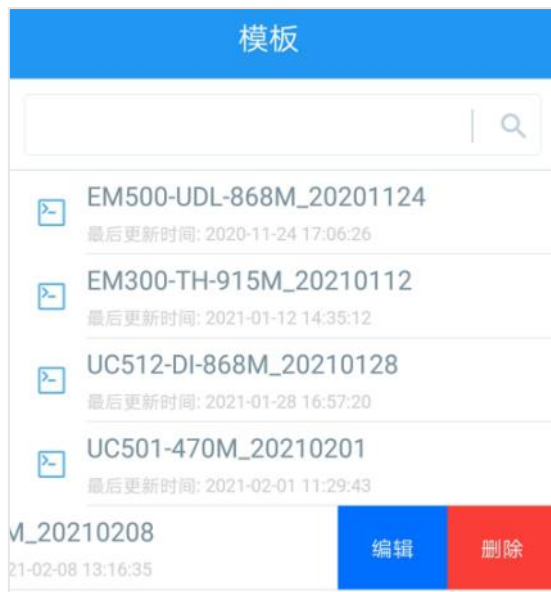 模板
EM500-UDL-868M_20201124
最后更新时间: 2020-11-24 17:06:26
EM300-TH-915M_20210112
最后更新时间: 2021-01-12 14:35:12
UC512-DI-868M_20210128
最后更新时间: 2021-01-28 16:57:20
UC501-470M_20210201
最后更新时间: 2021-02-01 11:29:43
M_20210208
21-02-08 13:16:35
编辑
删除